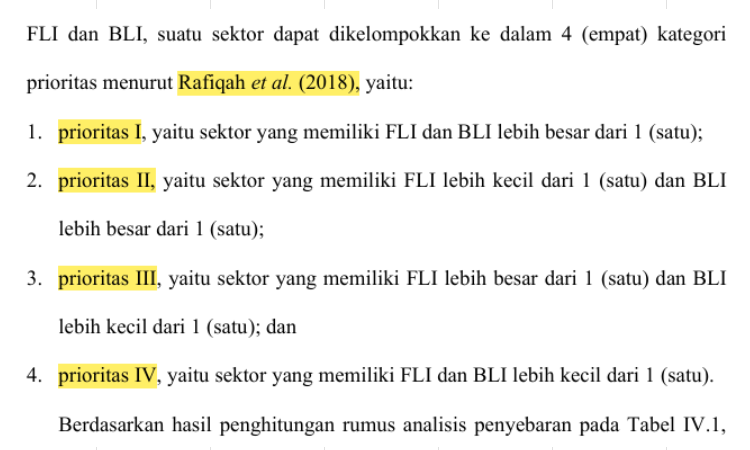 FLI dan BLI, suatu sektor dapat dikelompokkan ke dalam 4 (empat) kategori
prioritas menurut Rafiqah et al. (2018), yaitu:
1. prioritas I, yaitu sektor yang memiliki FLI dan BLI lebih besar dari 1 (satu);
2. prioritas II, yaitu sektor yang memiliki FLI lebih kecil dari 1 (satu) dan BLI
lebih besar dari 1 (satu);
3. prioritas III, yaitu sektor yang memiliki FLI lebih besar dari 1 (satu) dan BLI
lebih kecil dari 1 (satu); dan
4. prioritas IV, yaitu sektor yang memiliki FLI dan BLI lebih kecil dari 1 (satu).
Berdasarkan hasil penghitungan rumus analisis penyebaran pada Tabel IV.1,